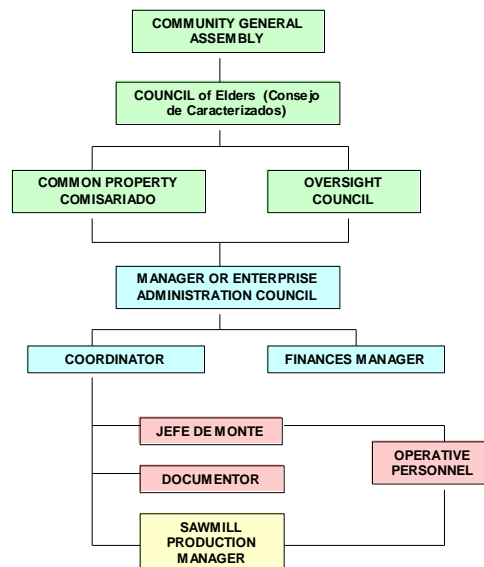 COMMUNITY GENERAL
ASSEMBLY
COUNCIL of Elders (Consejo
de Caracterizados)
COMMON PROPERTY
COMISARIADO
OVERSIGHT
COUNCIL
MANAGER OR ENTERPRISE
ADMINISTRATION COUNCIL
COORDINATOR
FINANCES MANAGER
JEFE DE MONTE
OPERATIVE
PERSONNEL
DOCUMENTOR
SAWMILL
PRODUCTION
MANAGER